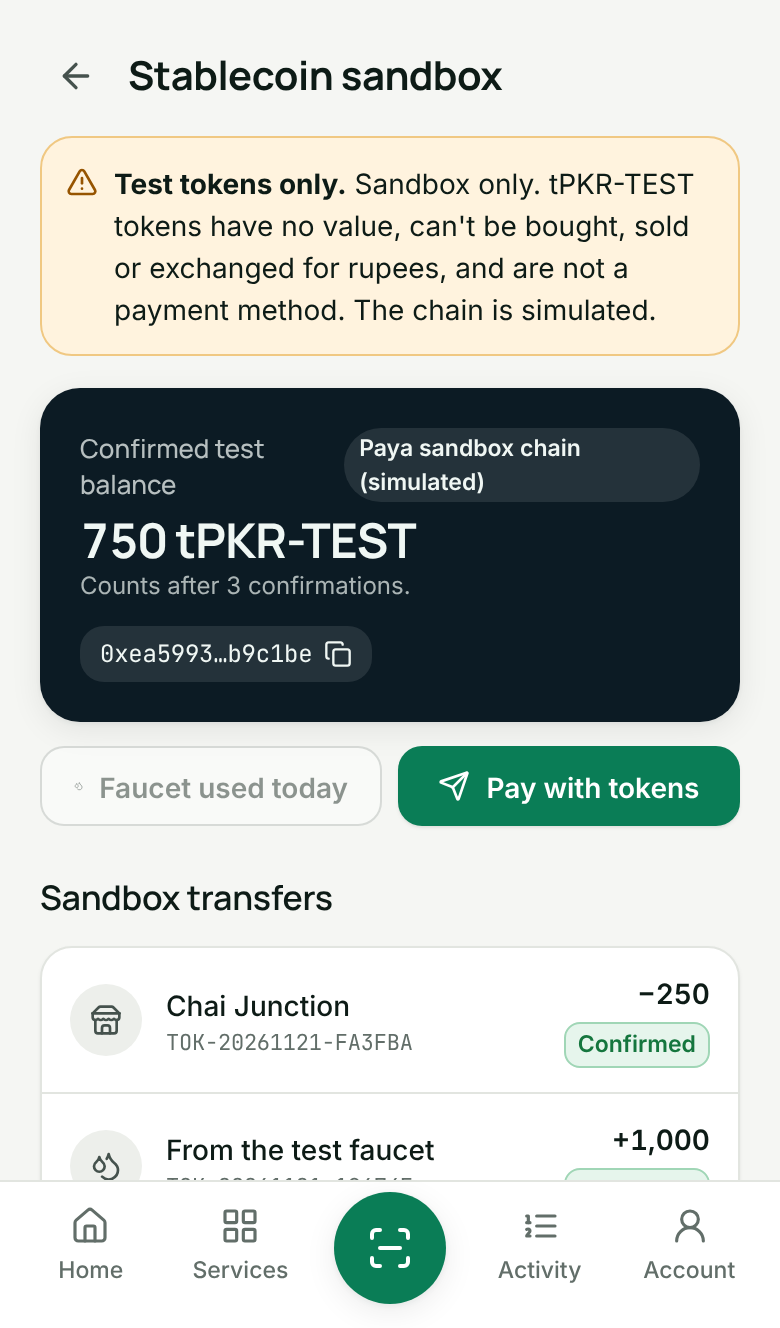 Stablecoin sandbox
Test tokens only. Sandbox only. tPKR-TEST
tokens have no value, can't be bought, sold
or exchanged for rupees, and are not a
payment method. The chain is simulated.
Confirmed test
balance
Paya sandbox chain
(simulated)
750 tPKR-TEST
Counts after 3 confirmations.
0xea5993…b9c1be
Faucet used today
Pay with tokens
Sandbox transfers
Chai Junction
−250
TOK-20261121-FA3FBA
Confirmed
From the test faucet
+1,000
Home
Services
Activity
Account